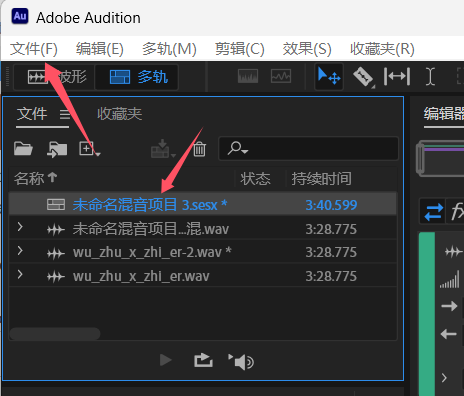 Au Adobe Audition
文件(F) 编辑(E) 多轨(M) 剪辑(C) 效果(S) 收藏夹(R)
波形 多轨
文件 收藏夹 编辑器
名称 状态 持续时间
未命名混音项目 3.sesx * 3:40.599
未命名混音项目...混.wav 3:28.775
wu_zhu_x_zhi_er-2.wav * 3:28.775
wu_zhu_x_zhi_er.wav 3:28.775
fx